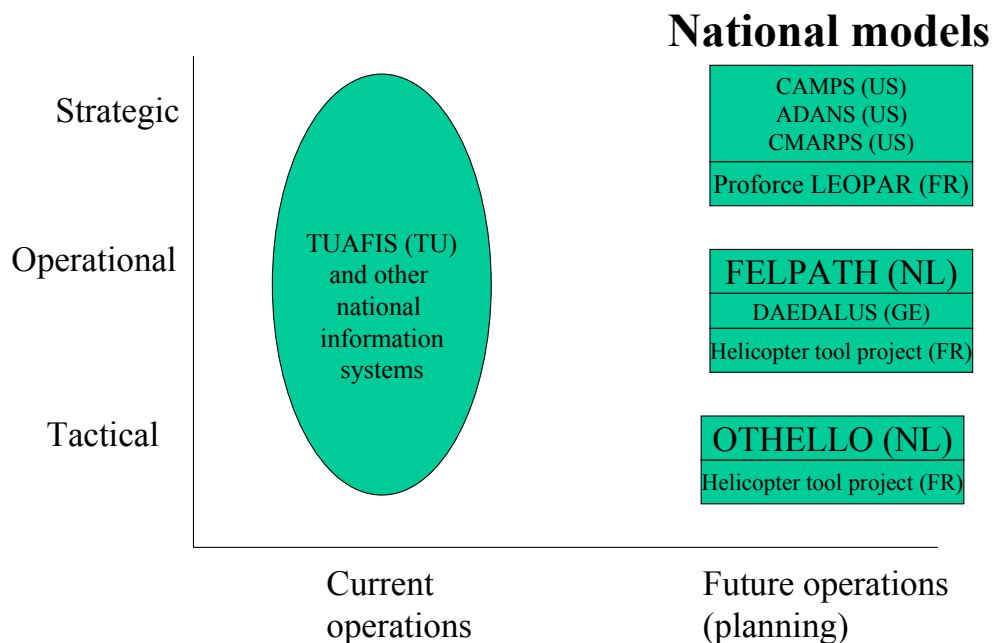 National models
Strategic
CAMPS (US)
ADANS (US)
CMARPS (US)
Proforce LEOPAR (FR)
Operational
TUAFIS (TU)
and other
national
information
systems
FELPATH (NL)
DAEDALUS (GE)
Helicopter tool project (FR)
Tactical
OTHELLO (NL)
Helicopter tool project (FR)
Current
operations
Future operations
(planning)